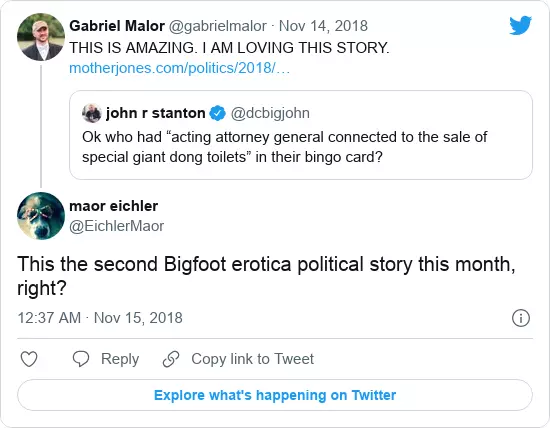 Gabriel Malor @gabrielmalor · Nov 14, 2018
THIS IS AMAZING. I AM LOVING THIS STORY.
motherjones.com/politics/2018/…
john r stanton @dcbigjohn
Ok who had “acting attorney general connected to the sale of
special giant dong toilets” in their bingo card?
maor eichler
@EichlerMaor
This the second Bigfoot erotica political story this month,
right?
12:37 AM · Nov 15, 2018
Reply
Copy link to Tweet
Explore what's happening on Twitter